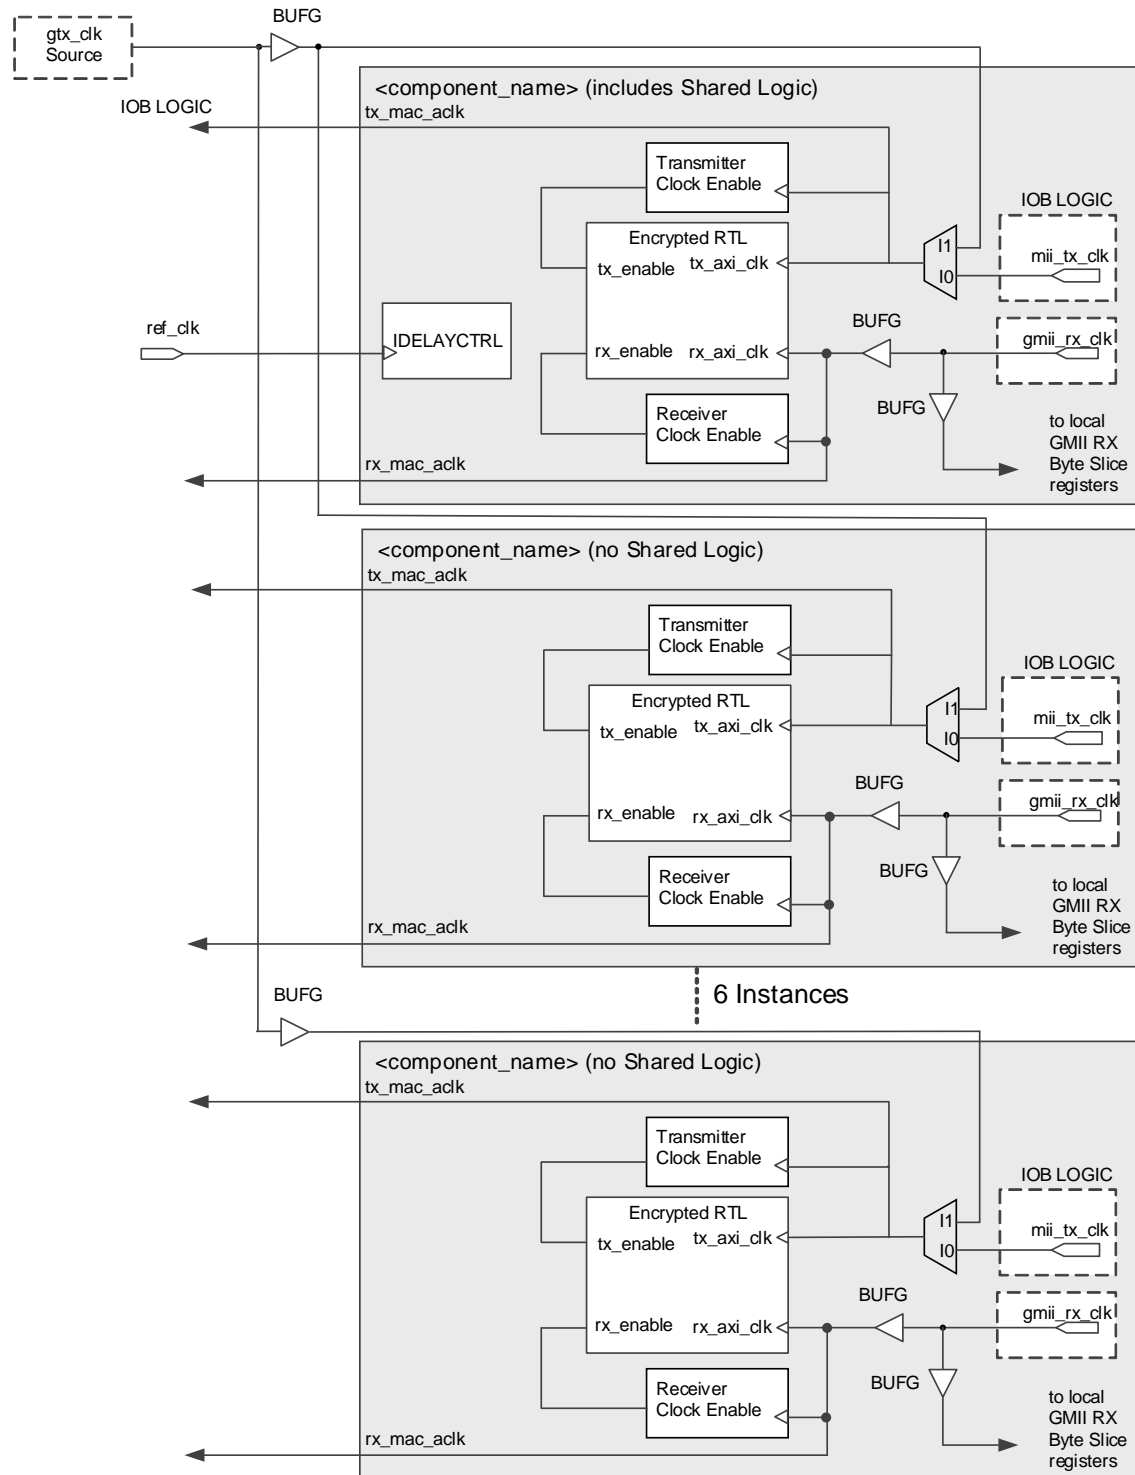 BUFG
gtx_clk
Source
<component_name> (includes Shared Logic)
IOB LOGIC
tx_mac_aclk
Transmitter
Clock Enable
IOB LOGIC
Encrypted RTL
I1
mii_tx_clk
tx_enable
tx_axi_clk
I0
ref_clk
IDELAYCTRL
BUFG
gmii_rx_clk
rx_enable
rx_axi_clk
BUFG
Receiver
Clock Enable
to local
GMII RX
Byte Slice
registers
rx_mac_aclk
<component_name> (no Shared Logic)
tx_mac_aclk
Transmitter
Clock Enable
IOB LOGIC
Encrypted RTL
I1
mii_tx_clk
tx_enable
tx_axi_clk
I0
BUFG
gmii_rx_clk
rx_enable
rx_axi_clk
BUFG
Receiver
Clock Enable
to local
GMII RX
Byte Slice
registers
rx_mac_aclk
6 Instances
BUFG
<component_name> (no Shared Logic)
tx_mac_aclk
Transmitter
Clock Enable
IOB LOGIC
Encrypted RTL
I1
mii_tx_clk
tx_enable
tx_axi_clk
I0
BUFG
gmii_rx_clk
rx_enable
rx_axi_clk
BUFG
Receiver
Clock Enable
to local
GMII RX
Byte Slice
registers
rx_mac_aclk